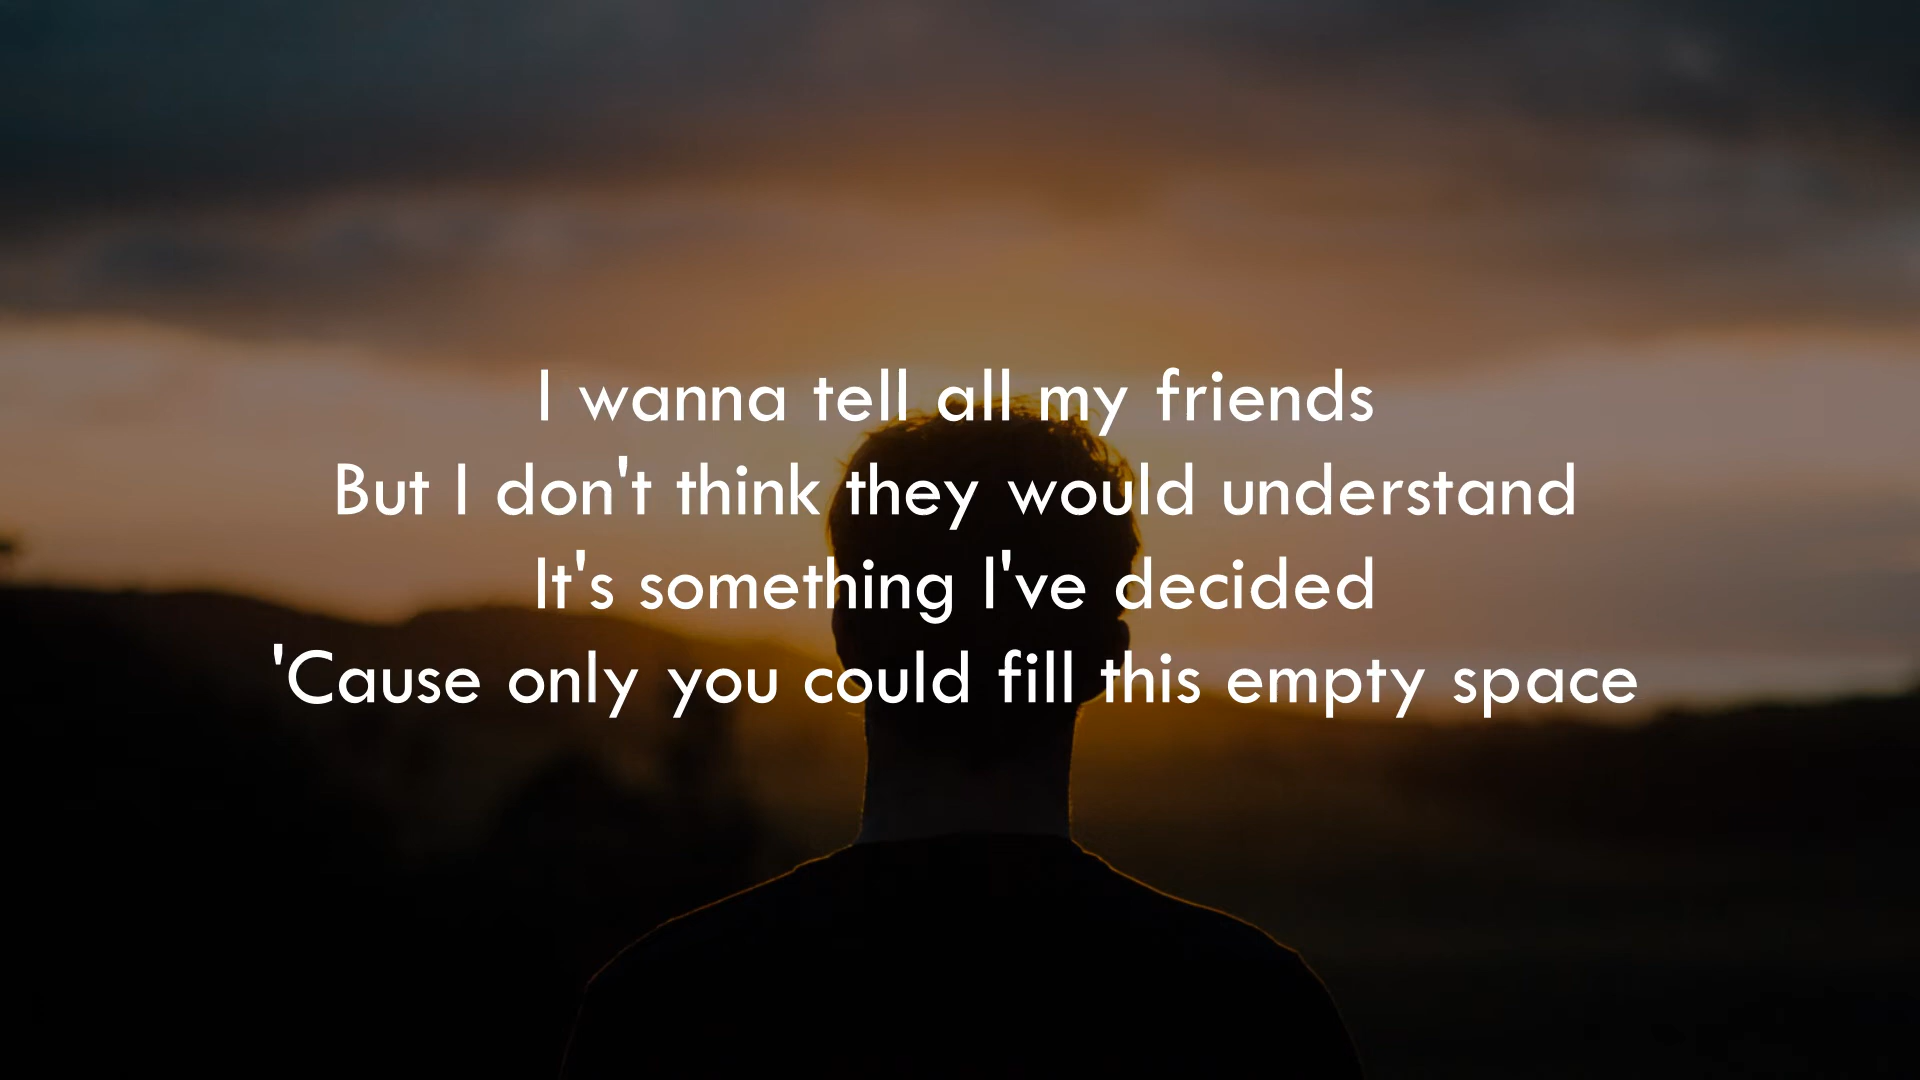 I wanna tell all my friends
But I don't think they would understand
It's something I've decided
'Cause only you could fill this empty space